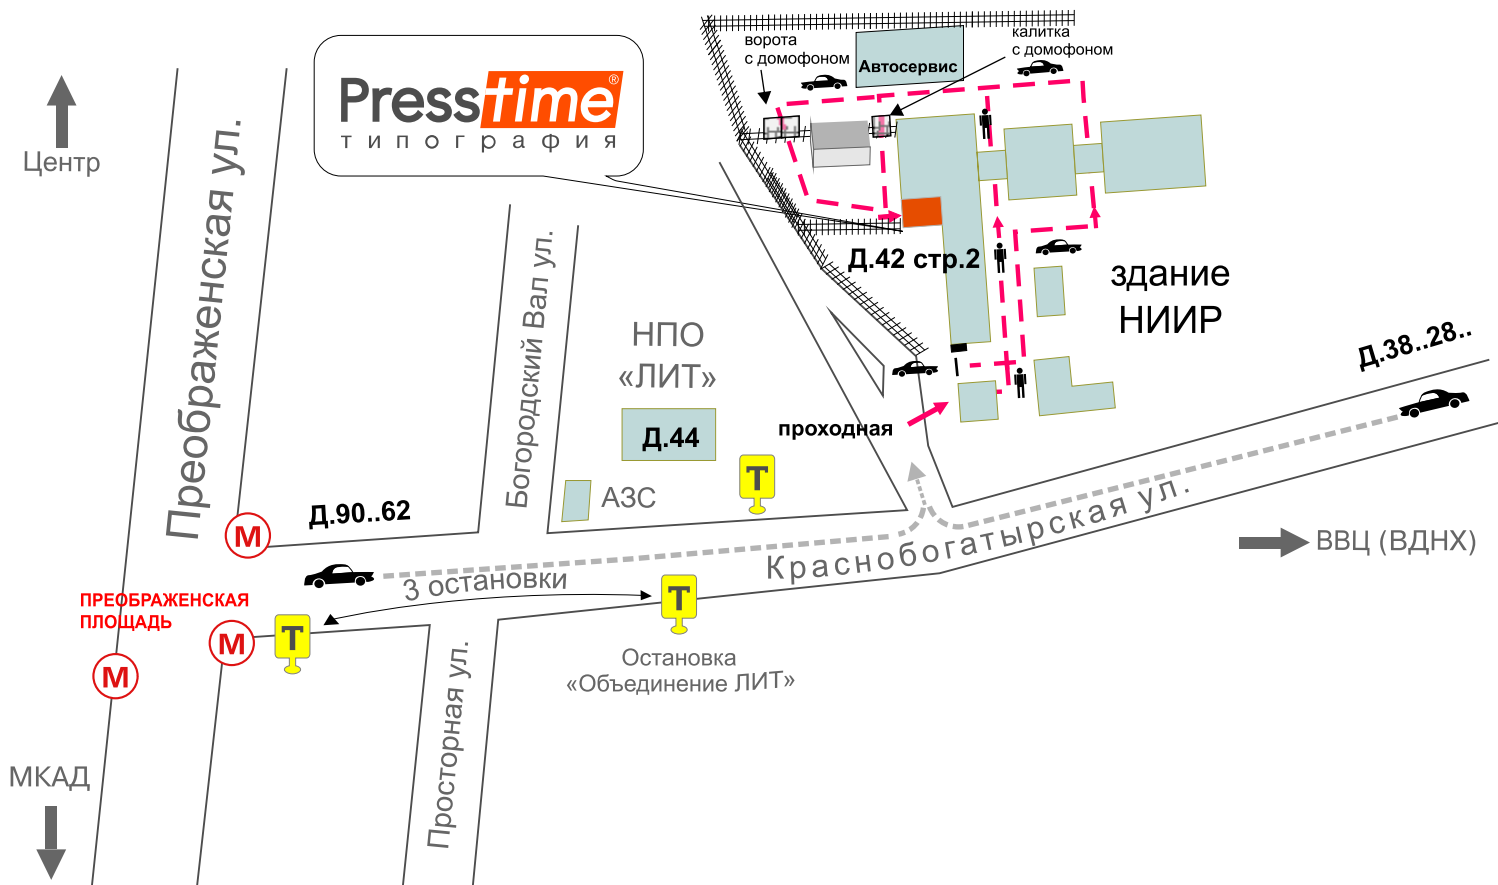 ворота
с домофоном
калитка
с домофоном
Автосервис
Presstime®
типография
Центр
Преображенская ул.
Богородский Вал ул.
Д.42 стр.2
здание
НИИР
НПО
«ЛИТ»
Д.44
Д.38..28..
проходная
T
АЗС
Д.90..62
М
Краснобогатырская ул.
ВВЦ (ВДНХ)
3 остановки
ПРЕОБРАЖЕНСКАЯ
ПЛОЩАДЬ
М
T
T
М
Остановка
«Объединение ЛИТ»
Просторная ул.
МКАД